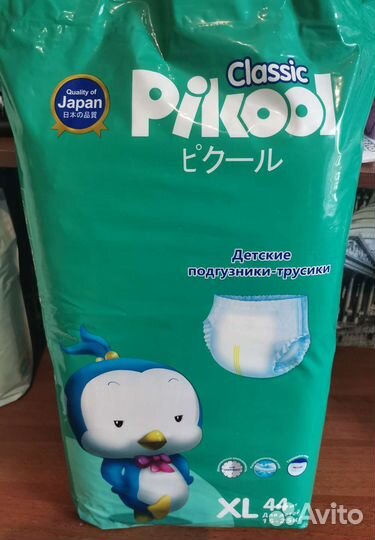 Classic
Pikool
ピクール
Quality of
Japan
日本の品質
Детские
подгузники-трусики
XL 44
Avito